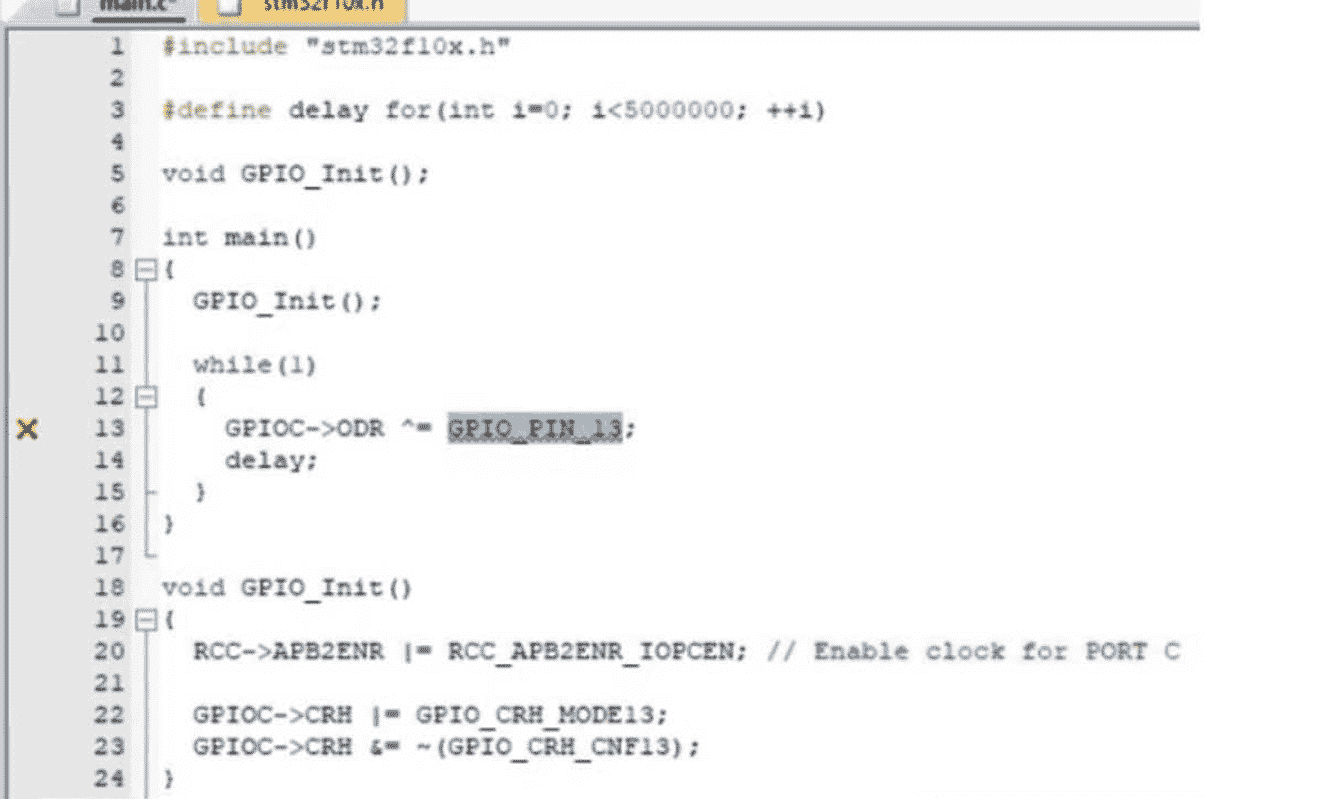 main.c* stm32f10x.h
1 #include "stm32f10x.h"
2
3 #define delay for(int i=0; i<5000000; ++i)
4
5 void GPIO_Init();
6
7 int main()
8 {
9 GPIO_Init();
10
11 while(1)
12 {
13 GPIOC->ODR ^= GPIO_PIN_13;
14 delay;
15 }
16 }
17
18 void GPIO_Init()
19 {
20 RCC->APB2ENR |= RCC_APB2ENR_IOPCEN; // Enable clock for PORT C
21
22 GPIOC->CRH |= GPIO_CRH_MODE13;
23 GPIOC->CRH &= ~(GPIO_CRH_CNF13);
24 }